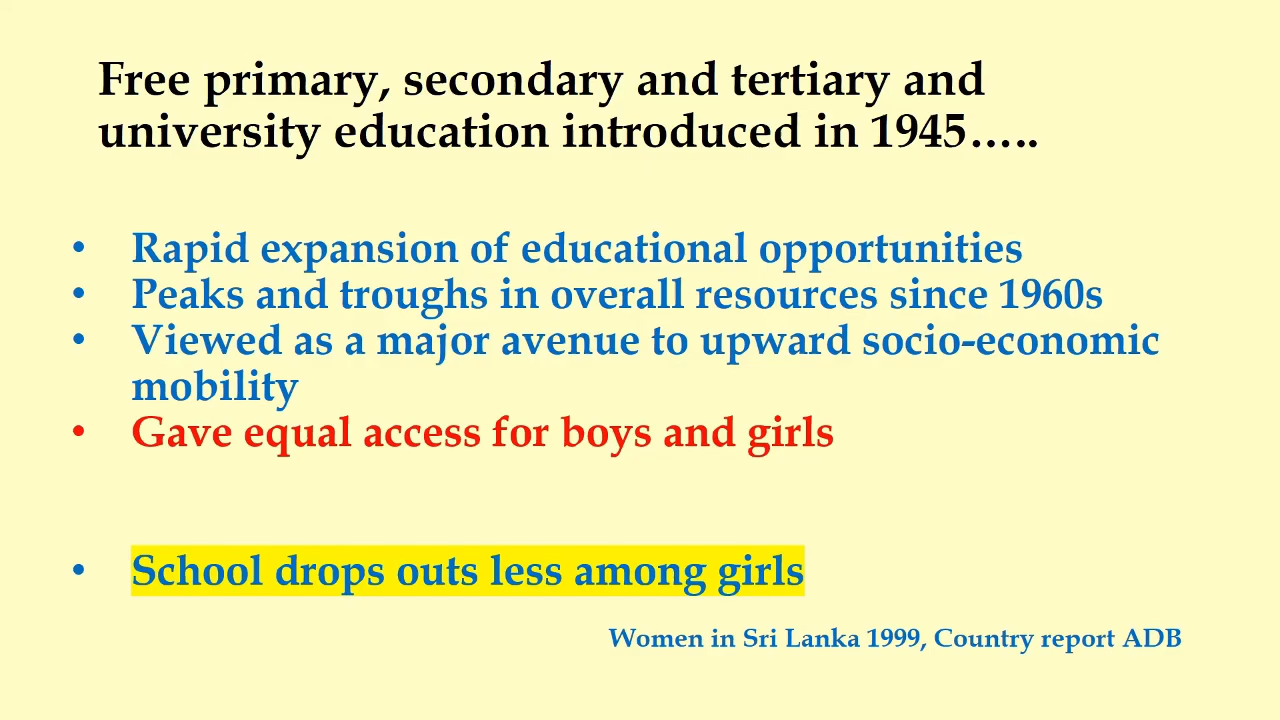 Free primary, secondary and tertiary and
university education introduced in 1945…..
• Rapid expansion of educational opportunities
• Peaks and troughs in overall resources since 1960s
• Viewed as a major avenue to upward socio-economic
mobility
• Gave equal access for boys and girls
• School drops outs less among girls
Women in Sri Lanka 1999, Country report ADB